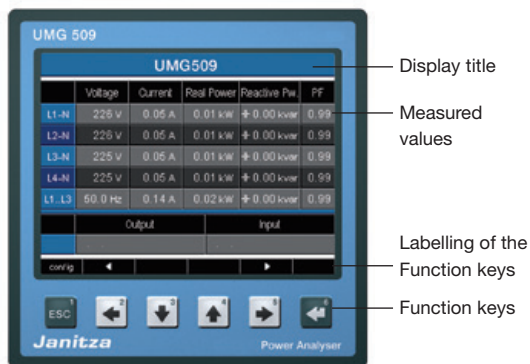 UMG 509
UMG509
Display title
Voltage Current Real Power Reactive Pw. PF
L1-N 226 V 0.05 A 0.01 kW + 0.00 kvar 0.99
Measured
values
L2-N 226 V 0.05 A 0.01 kW + 0.00 kvar 0.99
L3-N 225 V 0.05 A 0.01 kW + 0.00 kvar 0.99
L4-N 225 V 0.05 A 0.01 kW + 0.00 kvar 0.99
L1..L3 50.0 Hz 0.14 A 0.02 kW + 0.00 kvar 0.99
Output Input
Labelling of the
Function keys
config
ESC 1 2 3 4 5 6
Function keys
Janitza Power Analyser